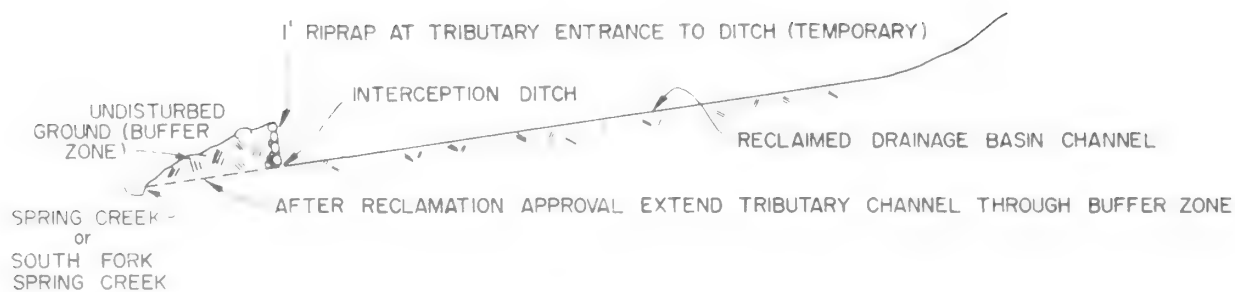 1' RIPRAP AT TRIBUTARY ENTRANCE TO DITCH (TEMPORARY)
INTERCEPTION DITCH
UNDISTURBED
GROUND (BUFFER
ZONE)
RECLAIMED DRAINAGE BASIN CHANNEL
AFTER RECLAMATION APPROVAL EXTEND TRIBUTARY CHANNEL THROUGH BUFFER ZONE
SPRING CREEK
or
SOUTH FORK
SPRING CREEK